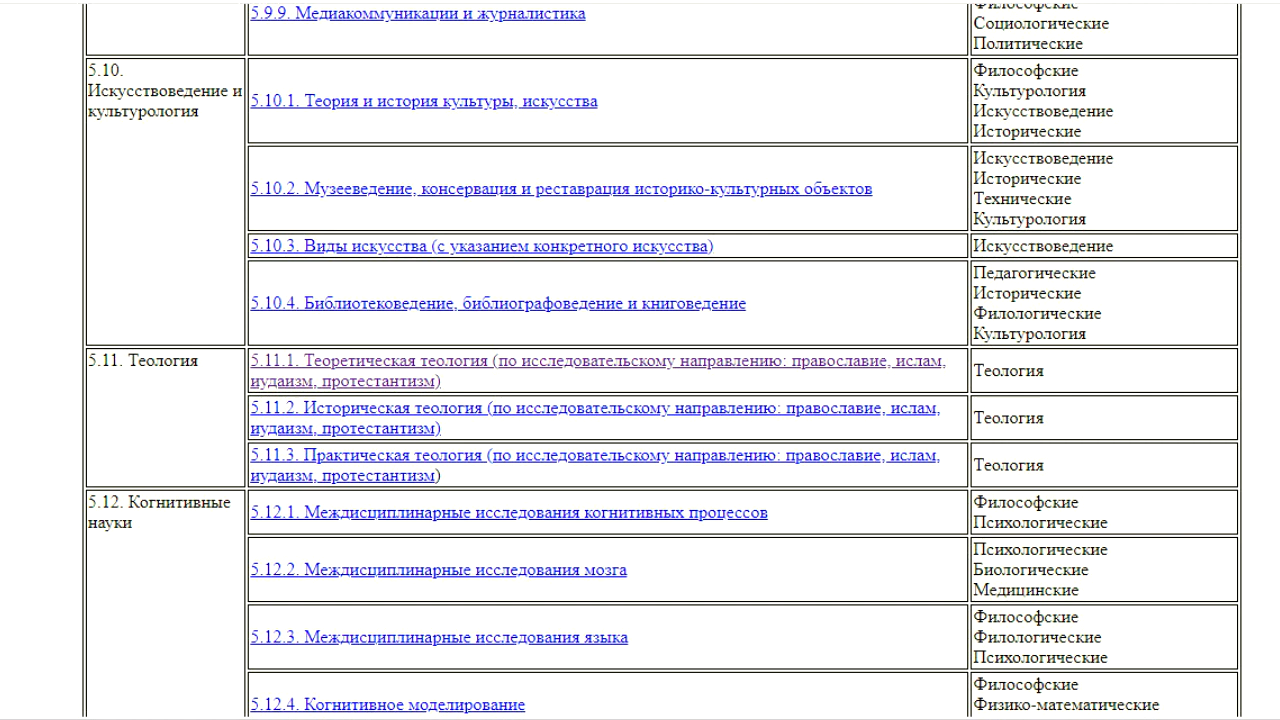 5.9.9. Медиакоммуникации и журналистика
Философские
Социологические
Политические
5.10.
Искусствоведение и
культурология
5.10.1. Теория и история культуры, искусства
Философские
Культурология
Искусствоведение
Исторические
5.10.2. Музееведение, консервация и реставрация историко-культурных объектов
Искусствоведение
Исторические
Технические
Культурология
5.10.3. Виды искусства (с указанием конкретного искусства)
Искусствоведение
5.10.4. Библиотековедение, библиографоведение и книговедение
Педагогические
Исторические
Филологические
Культурология
5.11. Теология
5.11.1. Теоретическая теология (по исследовательскому направлению: православие, ислам,
иудаизм, протестантизм)
Теология
5.11.2. Историческая теология (по исследовательскому направлению: православие, ислам,
иудаизм, протестантизм)
Теология
5.11.3. Практическая теология (по исследовательскому направлению: православие, ислам,
иудаизм, протестантизм)
Теология
5.12. Когнитивные
науки
5.12.1. Междисциплинарные исследования когнитивных процессов
Философские
Психологические
5.12.2. Междисциплинарные исследования мозга
Психологические
Биологические
Медицинские
5.12.3. Междисциплинарные исследования языка
Философские
Филологические
Психологические
5.12.4. Когнитивное моделирование
Философские
Физико-математические